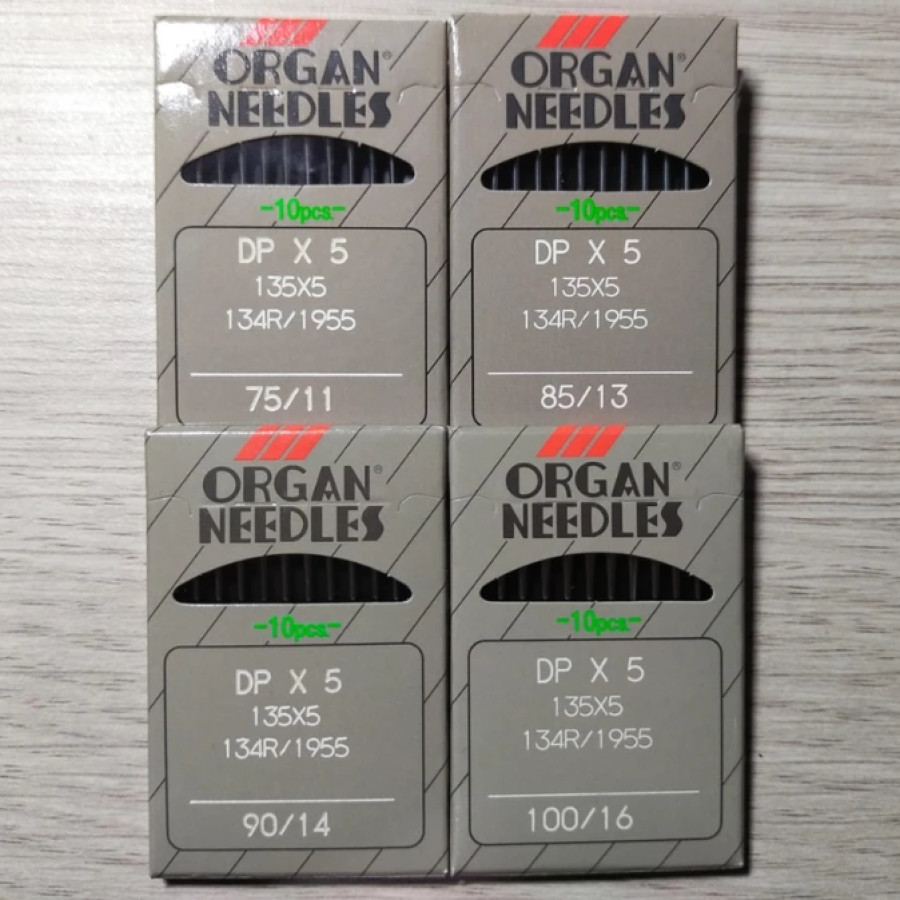 ORGAN®
NEEDLES
-10pcs.-
DP X 5
135X5
134R/1955
75/11
ORGAN®
NEEDLES
-10pcs.-
DP X 5
135X5
134R/1955
85/13
ORGAN®
NEEDLES
-10pcs.-
DP X 5
135X5
134R/1955
90/14
ORGAN®
NEEDLES
-10pcs.-
DP X 5
135X5
134R/1955
100/16